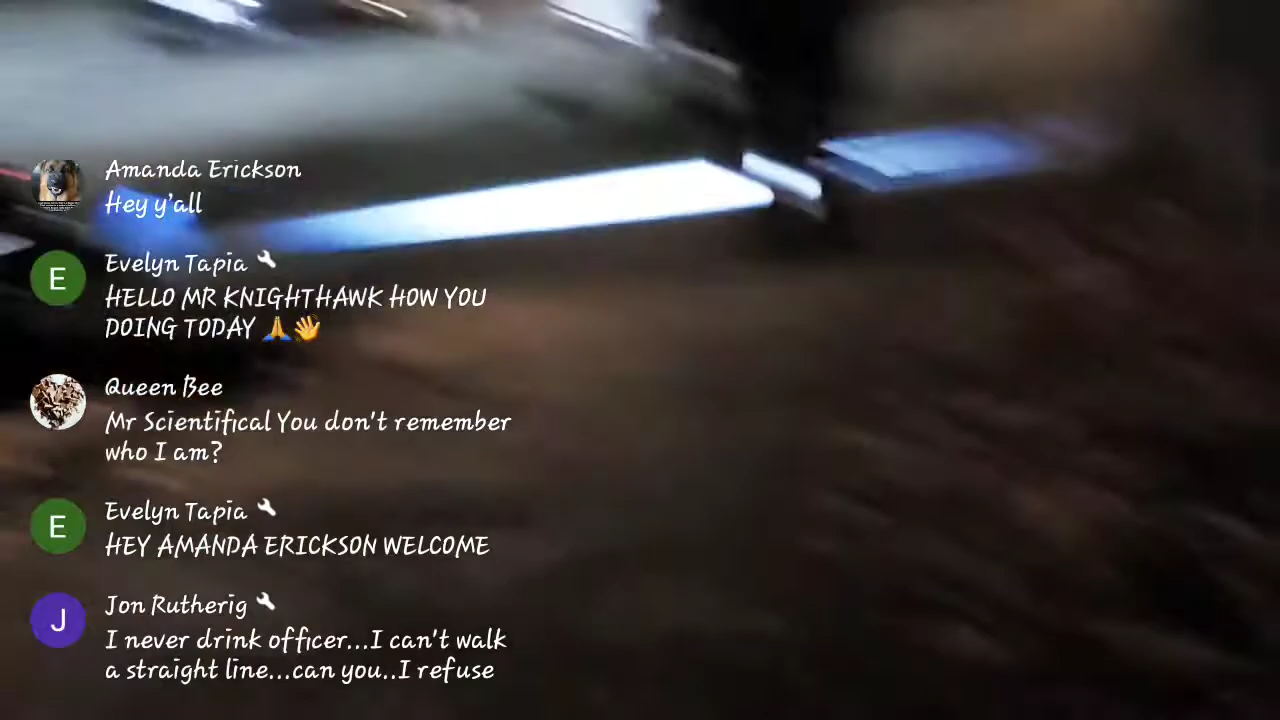 Amanda Erickson
Hey y'all
E
Evelyn Tapia
HELLO MR KNIGHTHAWK HOW YOU
DOING TODAY 🙏👋
Queen Bee
Mr Scientifical You don't remember
who I am?
E
Evelyn Tapia
HEY AMANDA ERICKSON WELCOME
J
Jon Rutherig
I never drink officer...I can't walk
a straight line...can you..I refuse